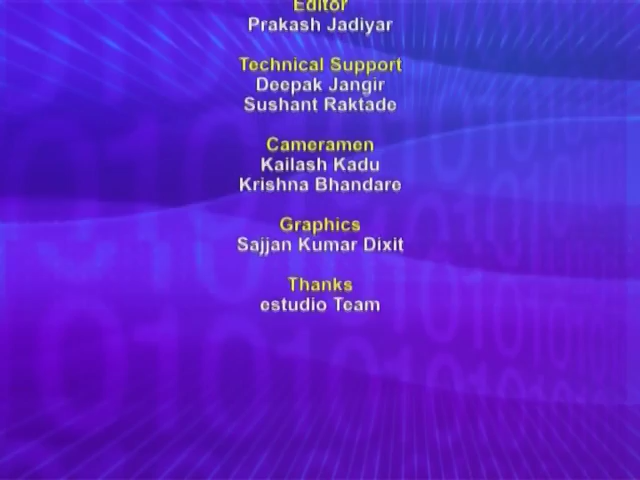 Editor
Prakash Jadiyar
Technical Support
Deepak Jangir
Sushant Raktade
Cameramen
Kailash Kadu
Krishna Bhandare
Graphics
Sajjan Kumar Dixit
Thanks
estudio Team